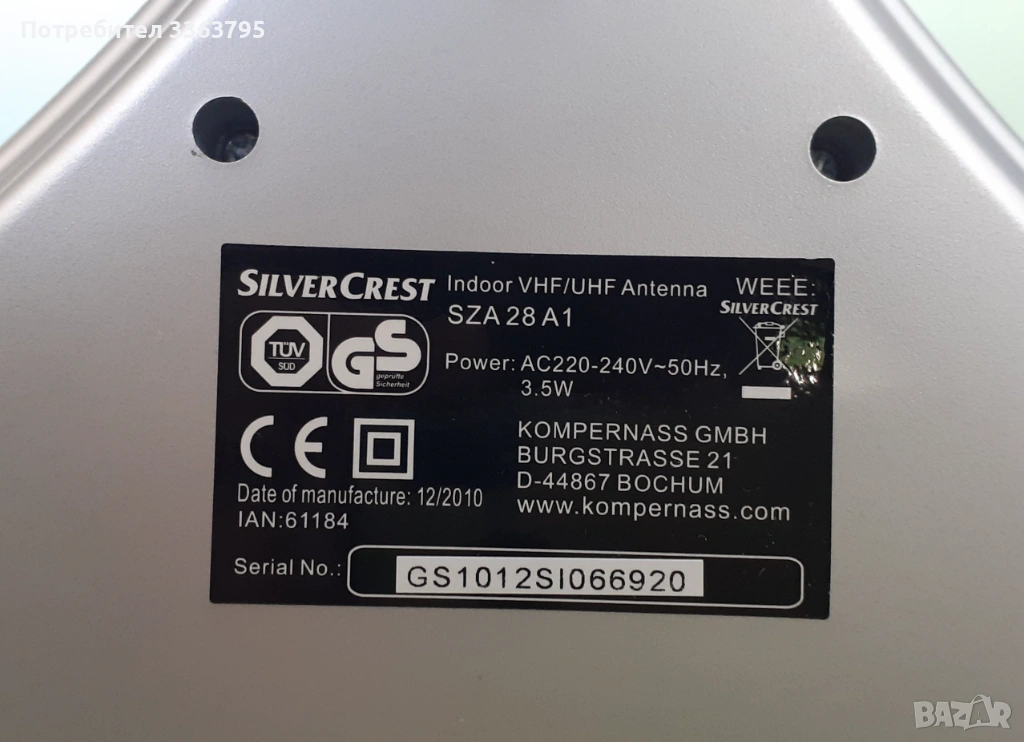 Потребител 3363795
SILVERCREST Indoor VHF/UHF Antenna WEEE:
SZA 28 A1 SILVERCREST
TÜV SÜD GS geprüfte Sicherheit
Power: AC220-240V~50Hz,
3.5W
CE
KOMPERNASS GMBH
BURGSTRASSE 21
D-44867 BOCHUM
www.kompernass.com
Date of manufacture: 12/2010
IAN:61184
Serial No.: GS1012SI066920
BAZAR